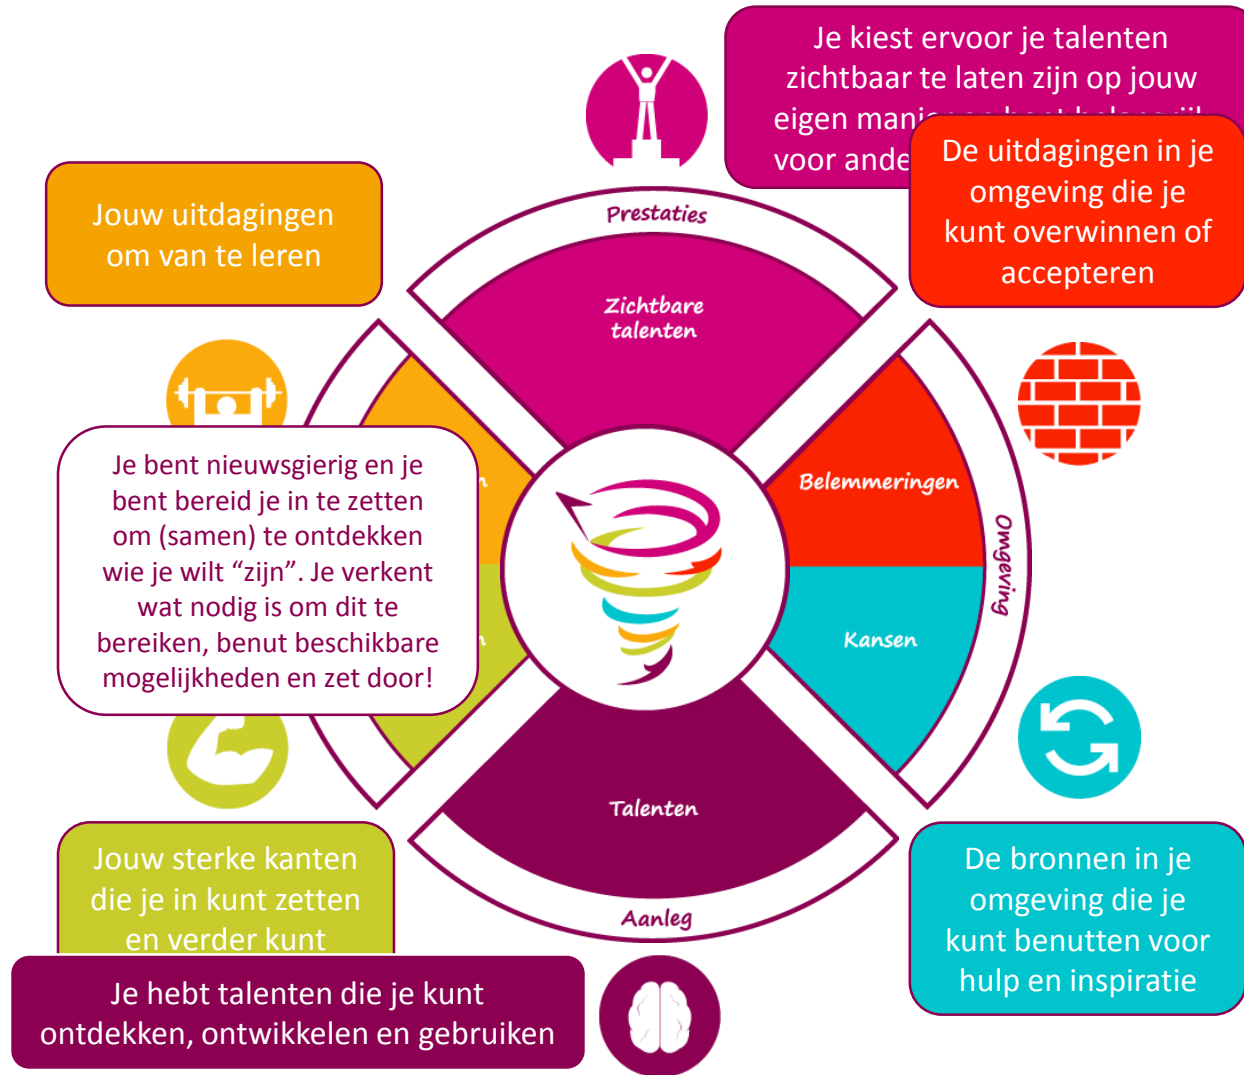 Je kiest ervoor je talenten
zichtbaar te laten zijn op jouw
eigen
voor
De uitdagingen in je
omgeving die je
kunt overwinnen of
accepteren
Jouw uitdagingen
om van te leren
Prestaties
Zichtbare
talenten
Je bent nieuwsgierig en je
bent bereid je in te zetten
om (samen) te ontdekken
wie je wilt “zijn”. Je verkent
wat nodig is om dit te
bereiken, benut beschikbare
mogelijkheden en zet door!
Belemmeringen
Omgeving
Kansen
Talenten
Aanleg
Jouw sterke kanten
die je in kunt zetten
en verder kunt
De bronnen in je
omgeving die je
kunt benutten voor
hulp en inspiratie
Je hebt talenten die je kunt
ontdekken, ontwikkelen en gebruiken